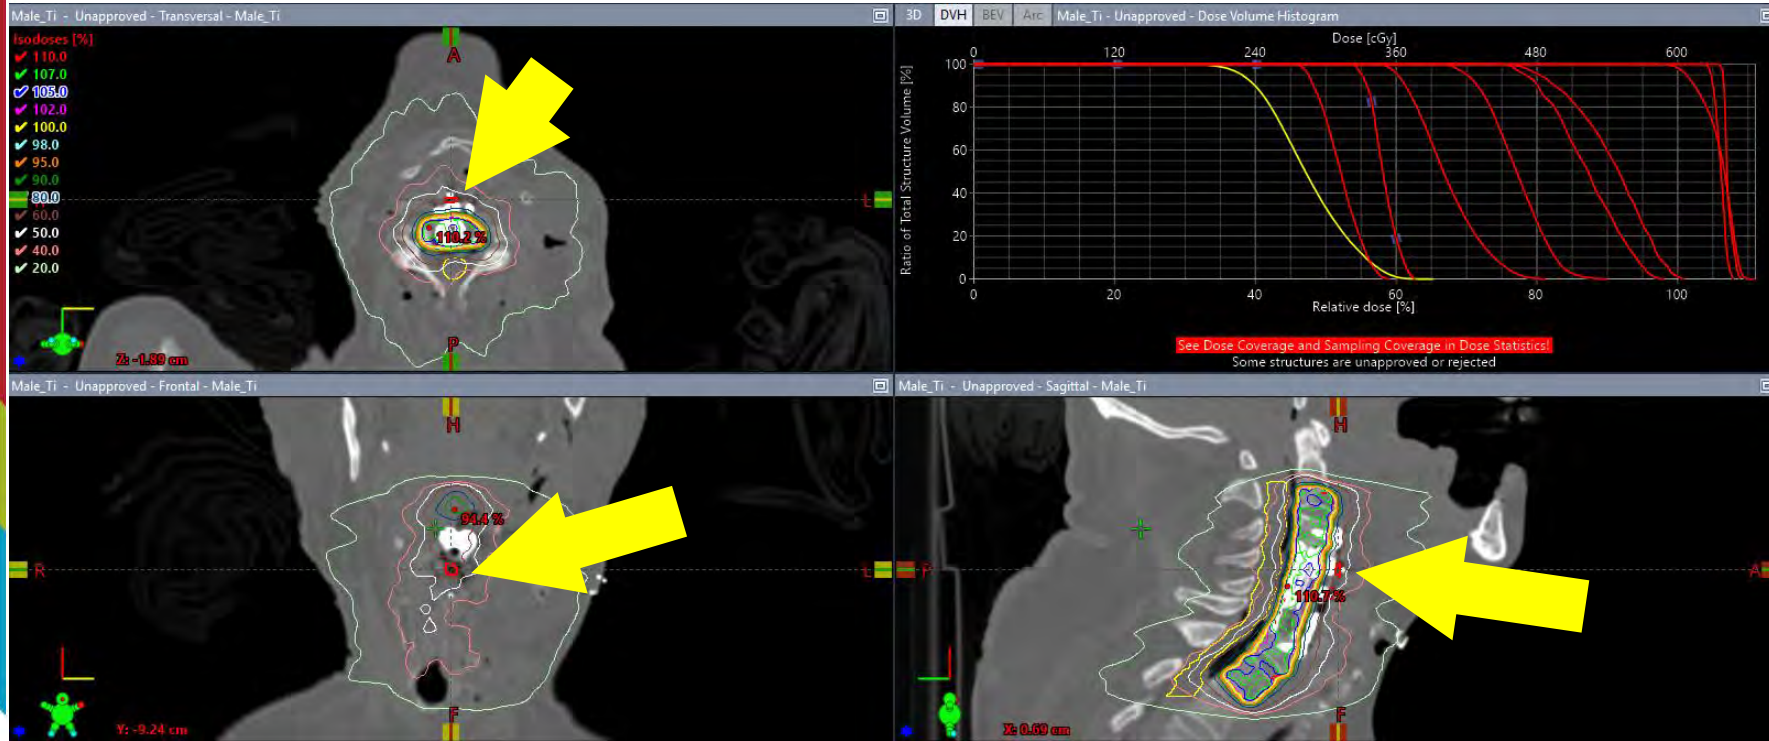 Male_Ti - Unapproved - Transversal - Male_Ti
Isodoses [%]
110.0
107.0
105.0
102.0
100.0
98.0
95.0
90.0
80.0
60.0
50.0
40.0
20.0
A
L
110.2 %
P
Z: -1.89 cm
3D DVH BEV Arc Male_Ti - Unapproved - Dose Volume Histogram
Dose [cGy]
0 120 240 360 480 600
Ratio of Total Structure Volume [%]
100
80
60
40
20
0
0 20 40 60 80 100
Relative dose [%]
See Dose Coverage and Sampling Coverage in Dose Statistics!
Some structures are unapproved or rejected
Male_Ti - Unapproved - Frontal - Male_Ti
H
94.4 %
R
L
F
Y: -9.24 cm
Male_Ti - Unapproved - Sagittal - Male_Ti
H
P
A
110.7 %
F
X: 0.69 cm